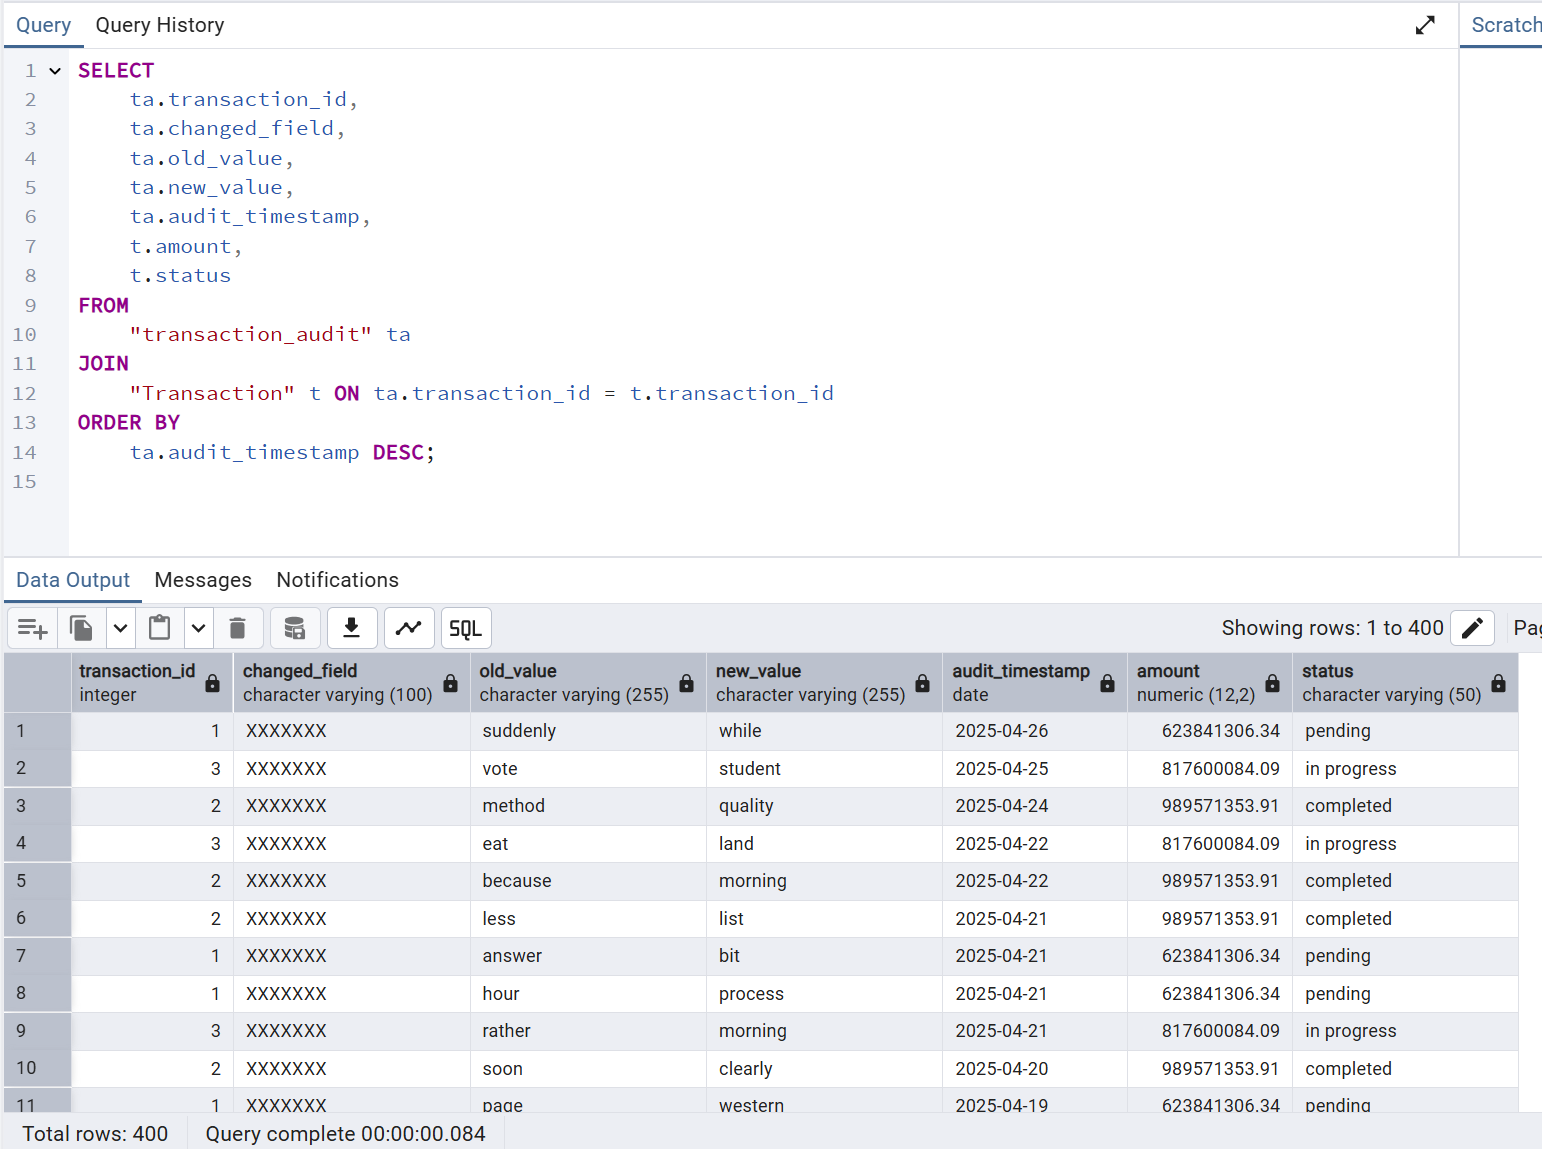 Query Query History Scratch
1 SELECT
2 ta.transaction_id,
3 ta.changed_field,
4 ta.old_value,
5 ta.new_value,
6 ta.audit_timestamp,
7 t.amount,
8 t.status
9 FROM
10 "transaction_audit" ta
11 JOIN
12 "Transaction" t ON ta.transaction_id = t.transaction_id
13 ORDER BY
14 ta.audit_timestamp DESC;
15
Data Output Messages Notifications
SQL Showing rows: 1 to 400 Pag
transaction_id changed_field old_value new_value audit_timestamp amount status
integer character varying (100) character varying (255) character varying (255) date numeric (12,2) character varying (50)
1 1 XXXXXXX suddenly while 2025-04-26 623841306.34 pending
2 3 XXXXXXX vote student 2025-04-25 817600084.09 in progress
3 2 XXXXXXX method quality 2025-04-24 989571353.91 completed
4 3 XXXXXXX eat land 2025-04-22 817600084.09 in progress
5 2 XXXXXXX because morning 2025-04-22 989571353.91 completed
6 2 XXXXXXX less list 2025-04-21 989571353.91 completed
7 1 XXXXXXX answer bit 2025-04-21 623841306.34 pending
8 1 XXXXXXX hour process 2025-04-21 623841306.34 pending
9 3 XXXXXXX rather morning 2025-04-21 817600084.09 in progress
10 2 XXXXXXX soon clearly 2025-04-20 989571353.91 completed
11 1 XXXXXXX page western 2025-04-19 623841306.34 pending
Total rows: 400 Query complete 00:00:00.084